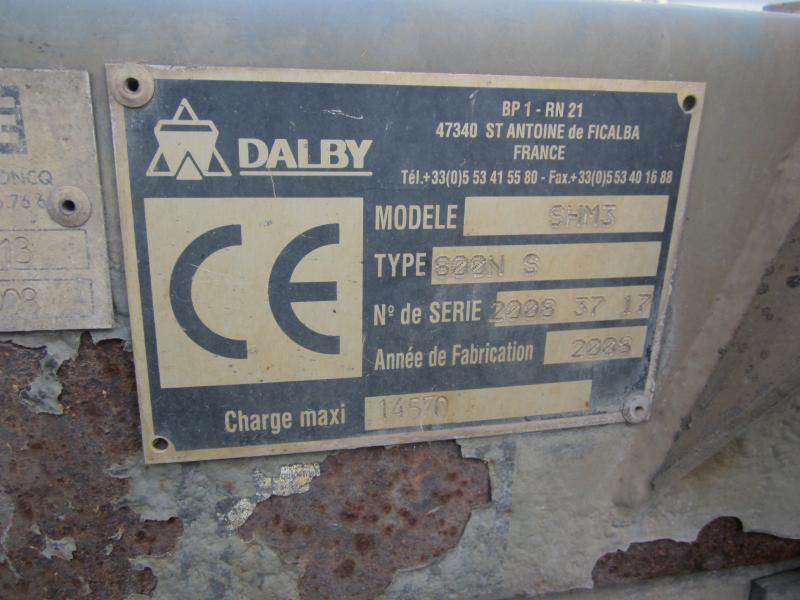 DALBY
BP 1 - RN 21
47340 ST ANTOINE de FICALBA
FRANCE
Tél.+33(0)5 53 41 55 80 - Fax.+33(0)5 53 40 16 88
CE
MODELE SHM3
TYPE 800N S
Nº de SERIE 2008 37 17
Année de Fabrication 2008
Charge maxi 14570